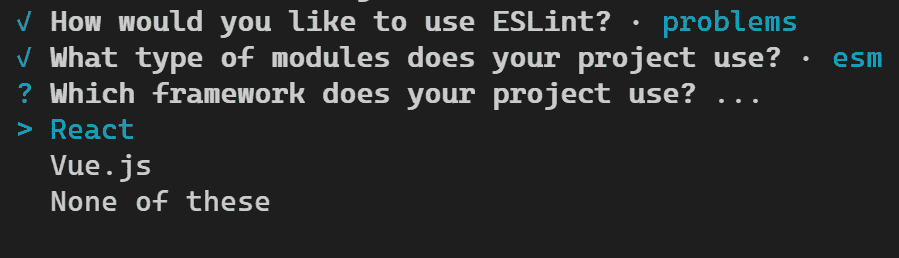 √ How would you like to use ESLint? · problems
√ What type of modules does your project use? · esm
? Which framework does your project use? ...
> React
Vue.js
None of these